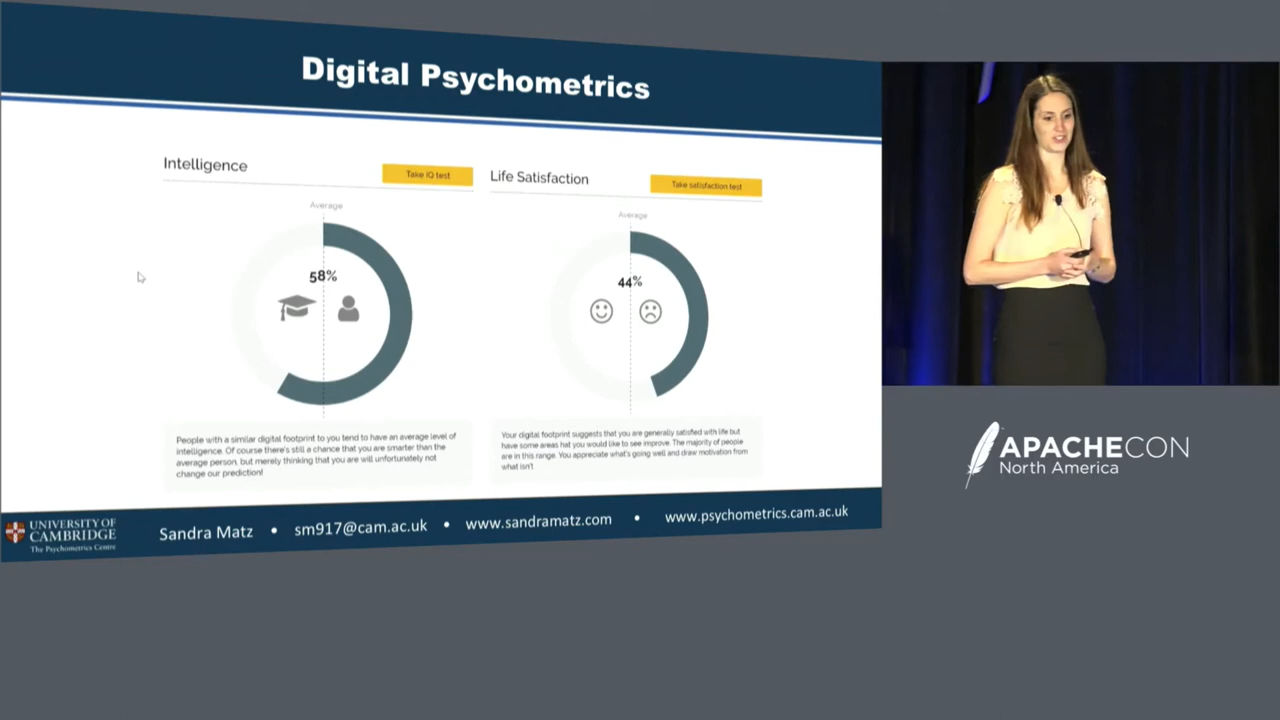 Digital Psychometrics
Intelligence
Take IQ test
Average
58%
People with a similar digital footprint to you tend to have an average level of
intelligence. Of course there's still a chance that you are smarter than the
average person, but merely thinking that you are will unfortunately not
change our prediction!
Life Satisfaction
Take satisfaction test
Average
44%
Your digital footprint suggests that you are generally satisfied with life but
have some areas hat you would like to see improve. The majority of people
are in this range. You appreciate what's going well and draw motivation from
what isn't
UNIVERSITY OF
CAMBRIDGE
The Psychometrics Centre
Sandra Matz • sm917@cam.ac.uk • www.sandramatz.com • www.psychometrics.cam.ac.uk
APACHECON
North America